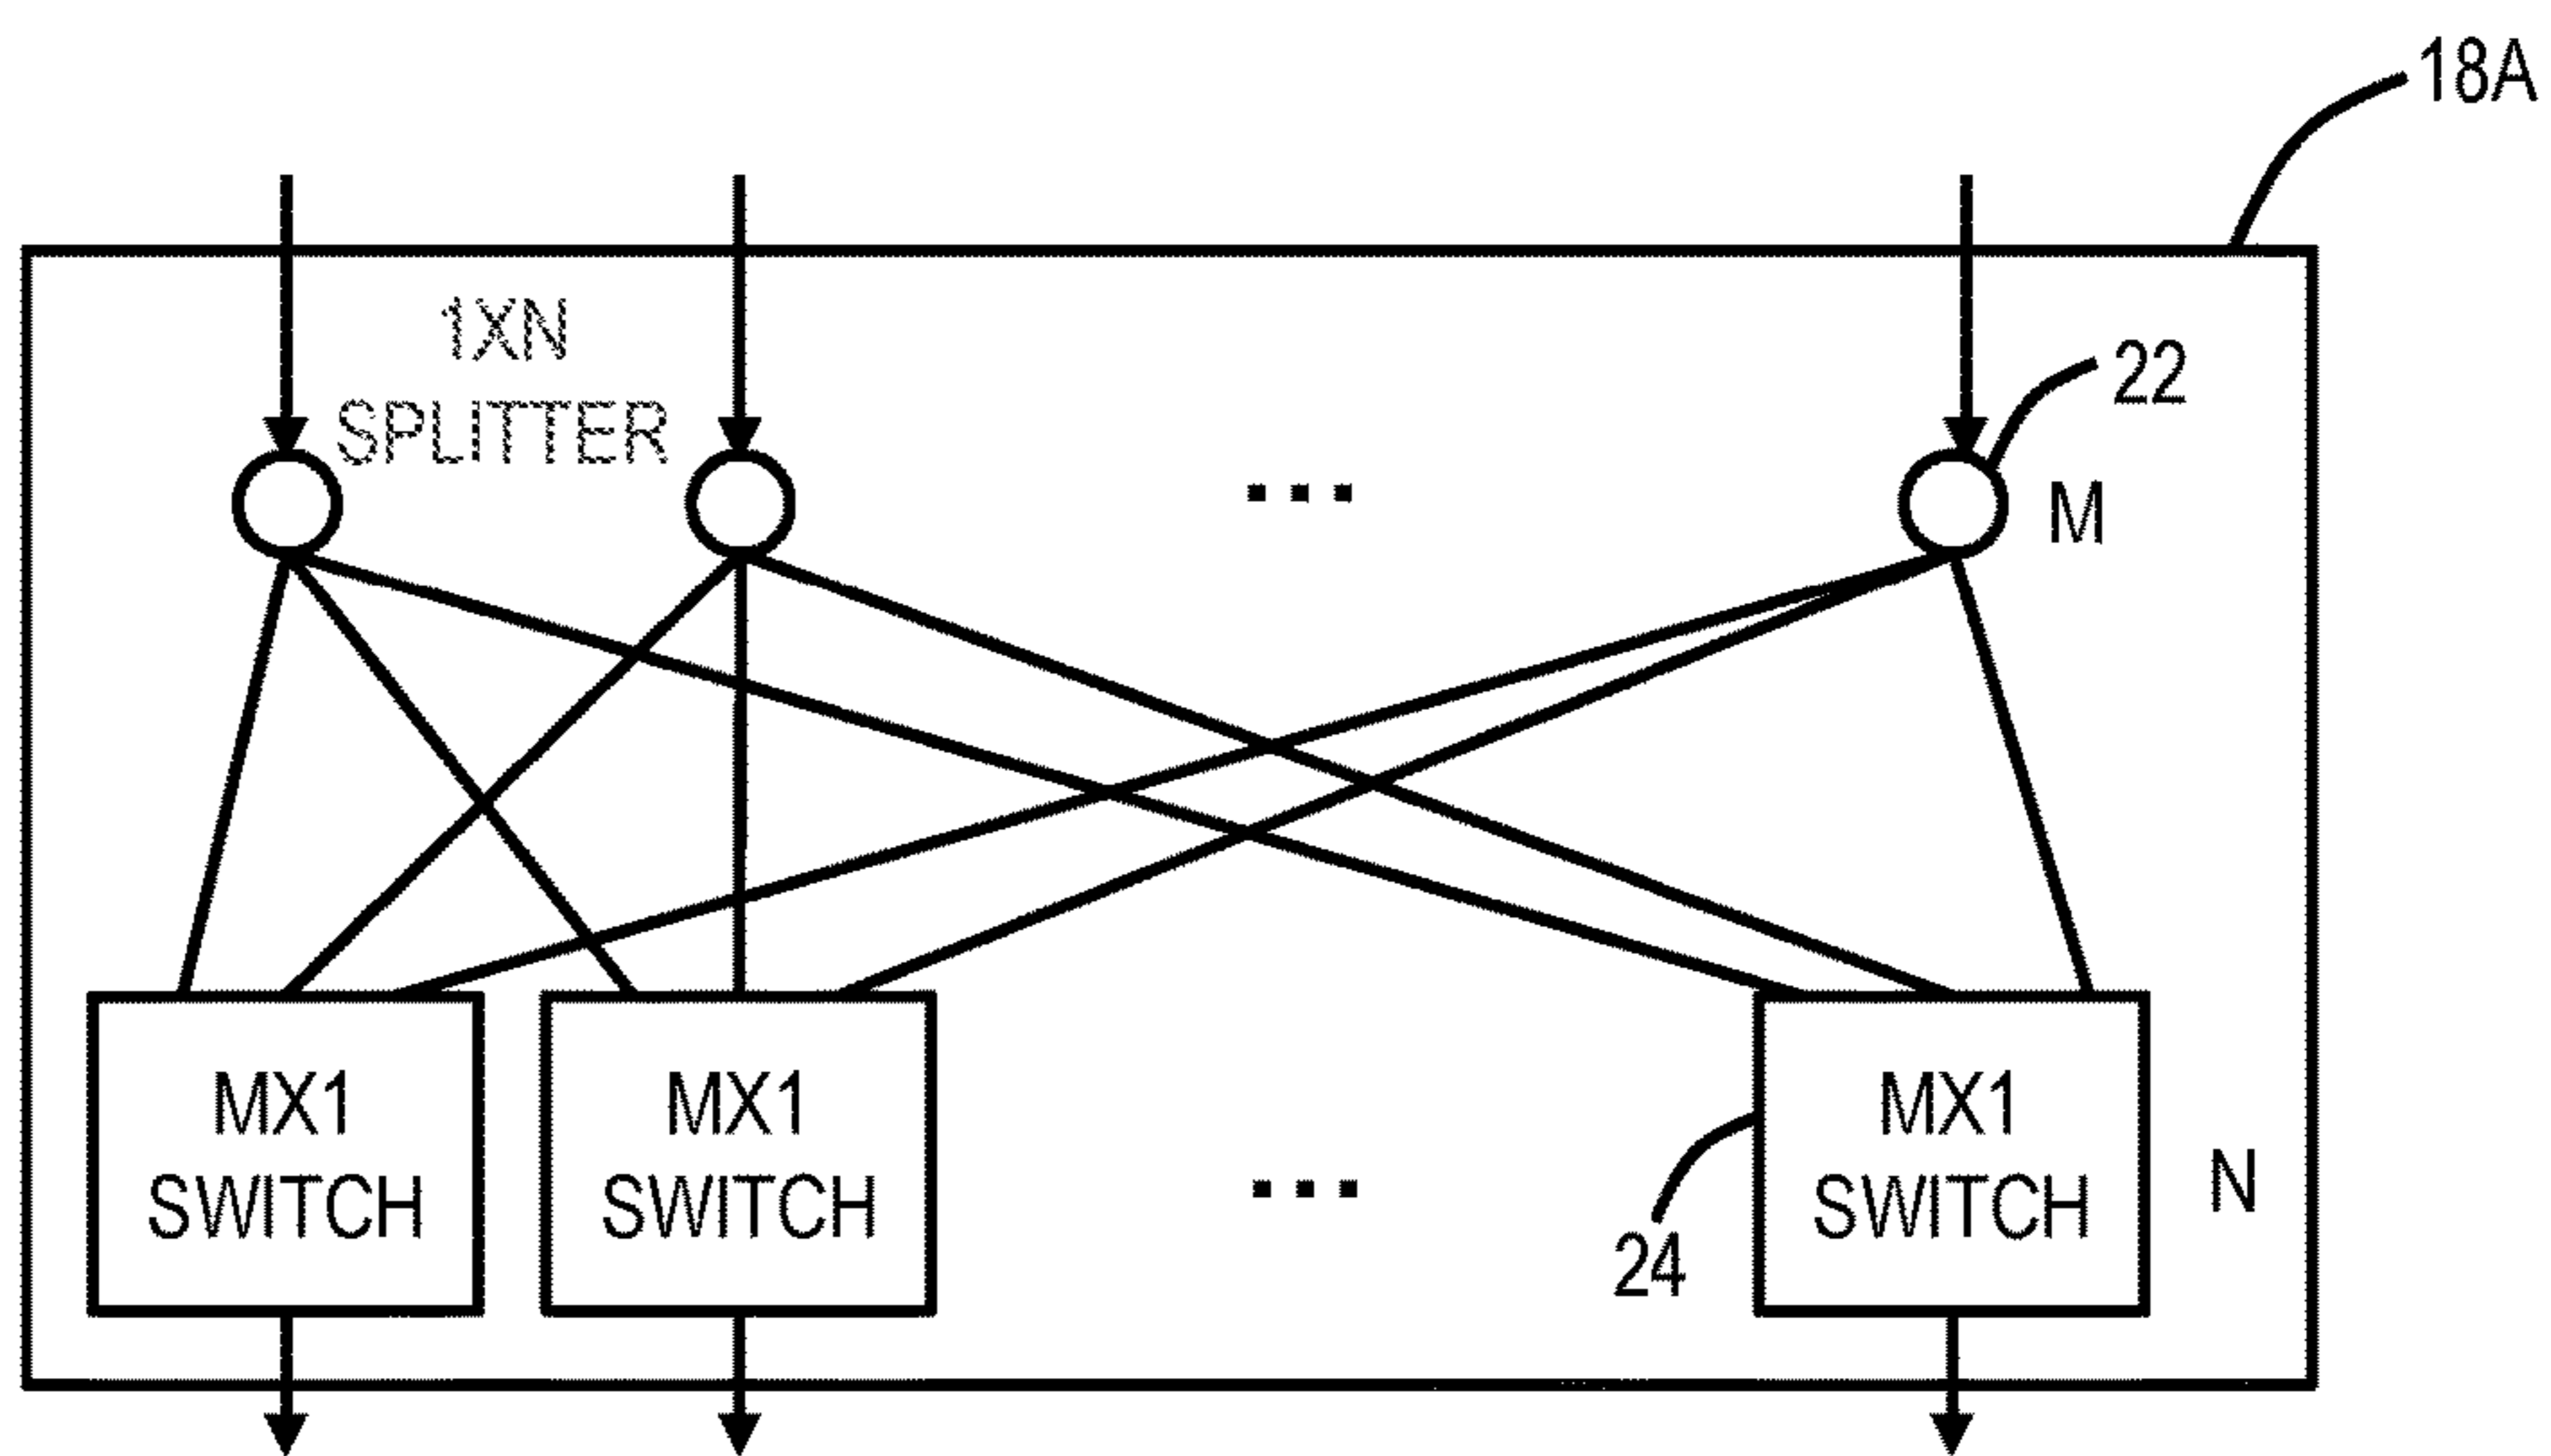 18A
1XN
SPLITTER
22
...
M
MX1
SWITCH
MX1
SWITCH
...
24
MX1
SWITCH
N